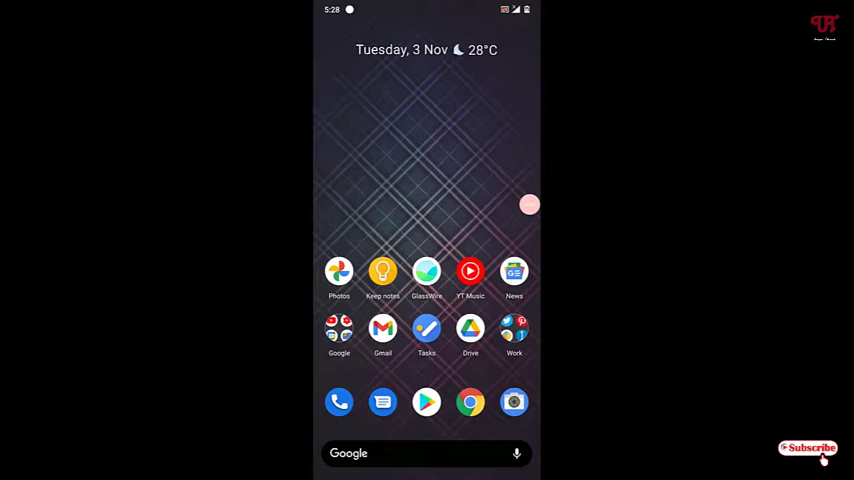 5:28
Tuesday, 3 Nov 28°C
Photos Keep notes GlassWire YT Music News
Google Gmail Tasks Drive Work
Google
Subscribe